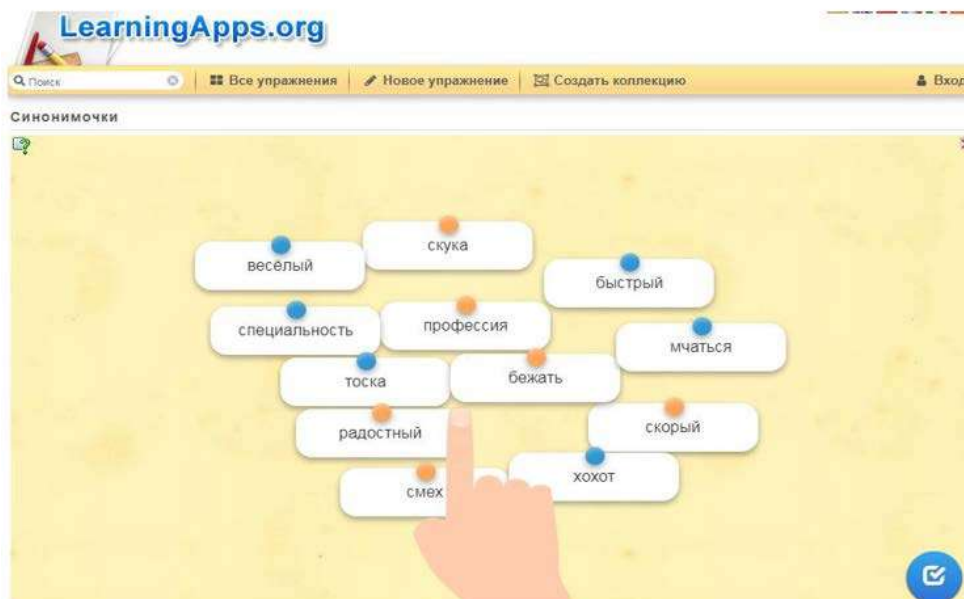 LearningApps.org
Поиск
Все упражнения
Новое упражнение
Создать коллекцию
Вход
Синонимочки
скука
весёлый
быстрый
специальность
профессия
мчаться
тоска
бежать
радостный
скорый
смех
хохот